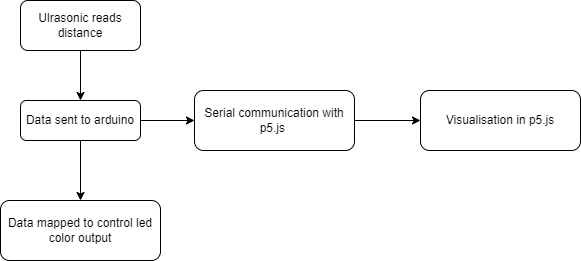 Ulrasonic reads
distance
Data sent to arduino
Serial communication with
p5.js
Visualisation in p5.js
Data mapped to control led
color output